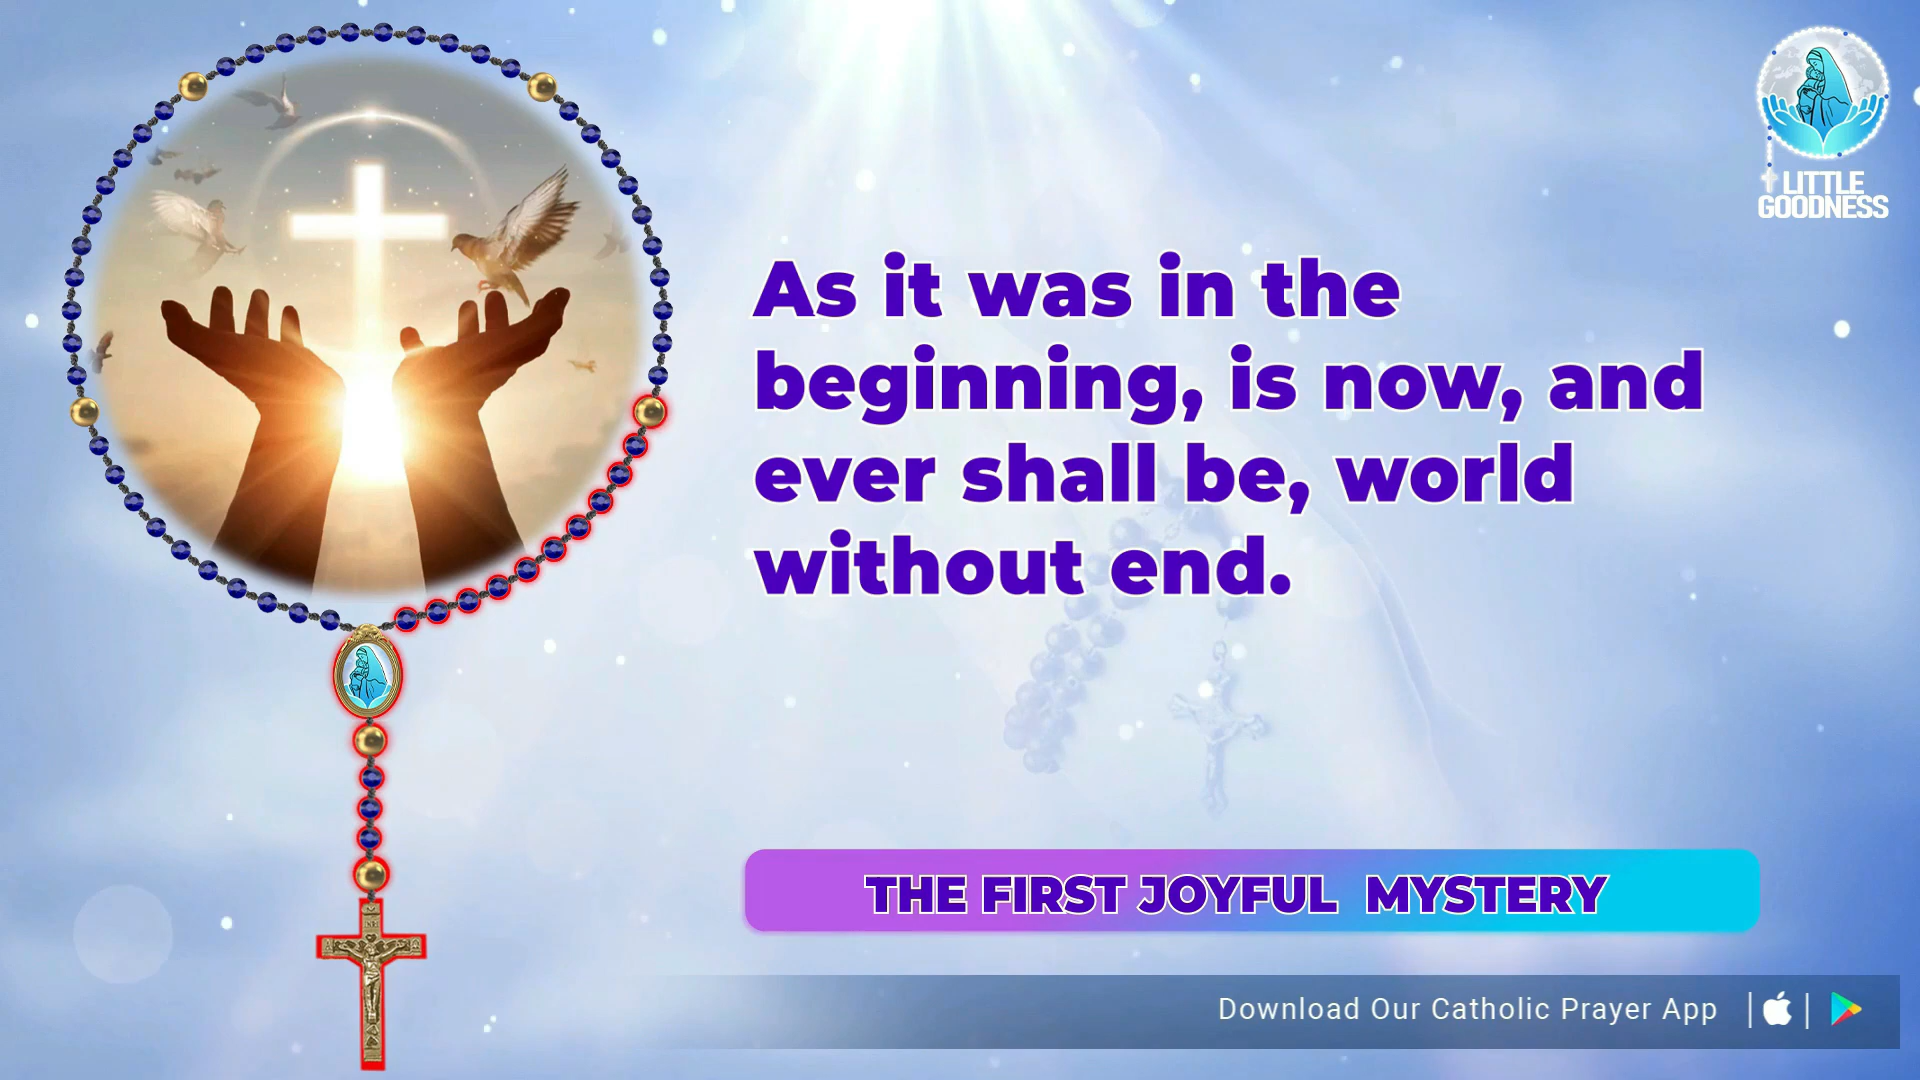 LITTLE
GOODNESS
As it was in the
beginning, is now, and
ever shall be, world
without end.
THE FIRST JOYFUL MYSTERY
Download Our Catholic Prayer App